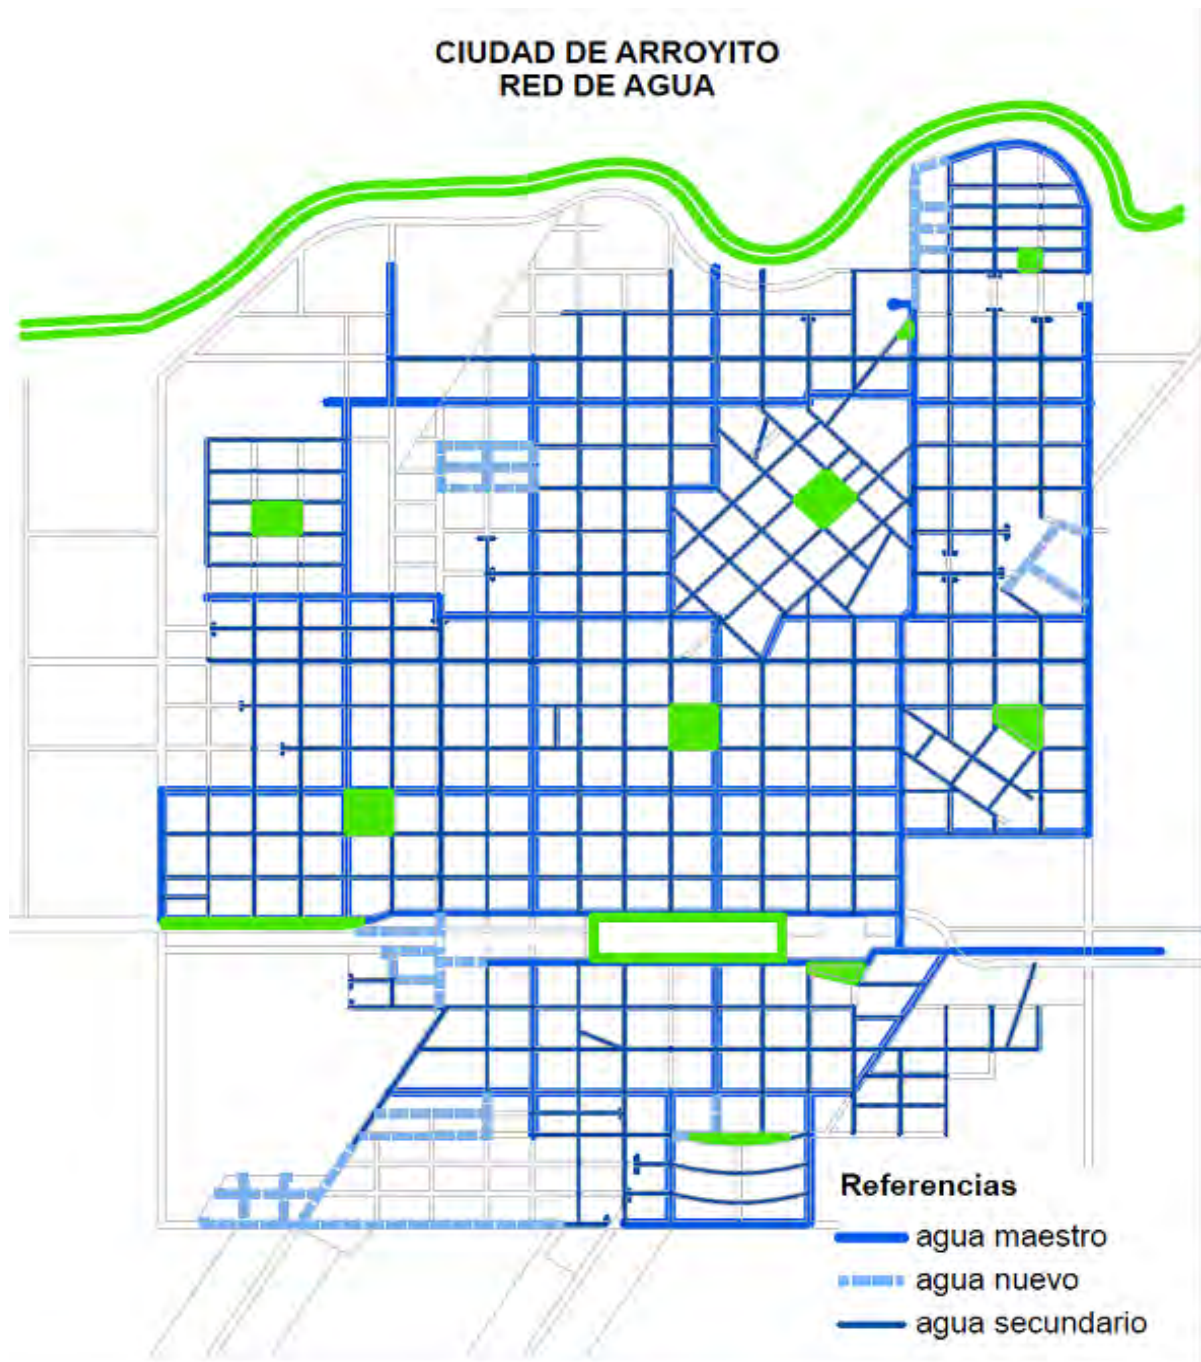 CIUDAD DE ARROYITO
RED DE AGUA
Referencias
agua maestro
agua nuevo
agua secundario